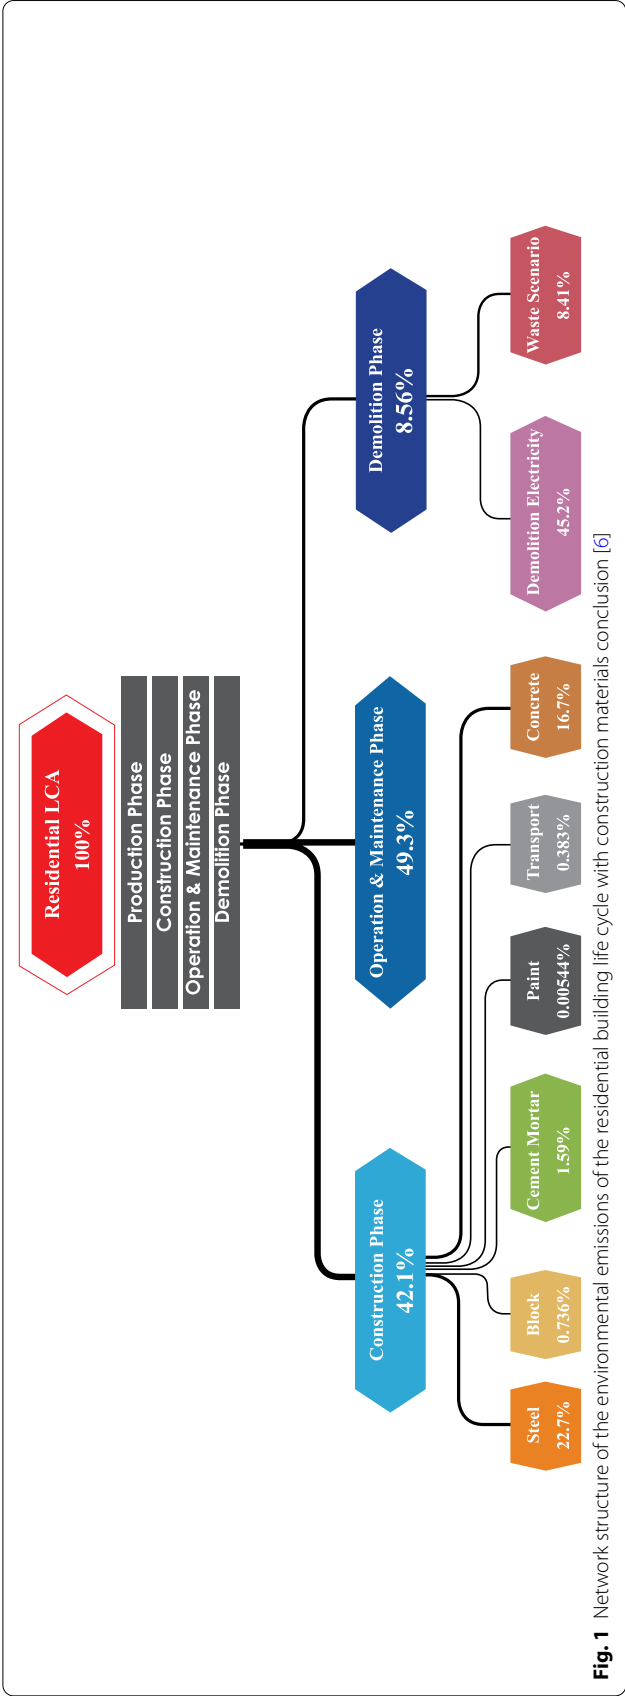 Residential LCA
100%
Production Phase
Construction Phase
Operation & Maintenance Phase
Demolition Phase
Construction Phase
42.1%
Operation & Maintenance Phase
49.3%
Demolition Phase
8.56%
Steel
22.7%
Block
0.736%
Cement Mortar
1.59%
Paint
0.00544%
Transport
0.383%
Concrete
16.7%
Demolition Electricity
45.2%
Waste Scenario
8.41%
Fig. 1 Network structure of the environmental emissions of the residential building life cycle with construction materials conclusion [6]